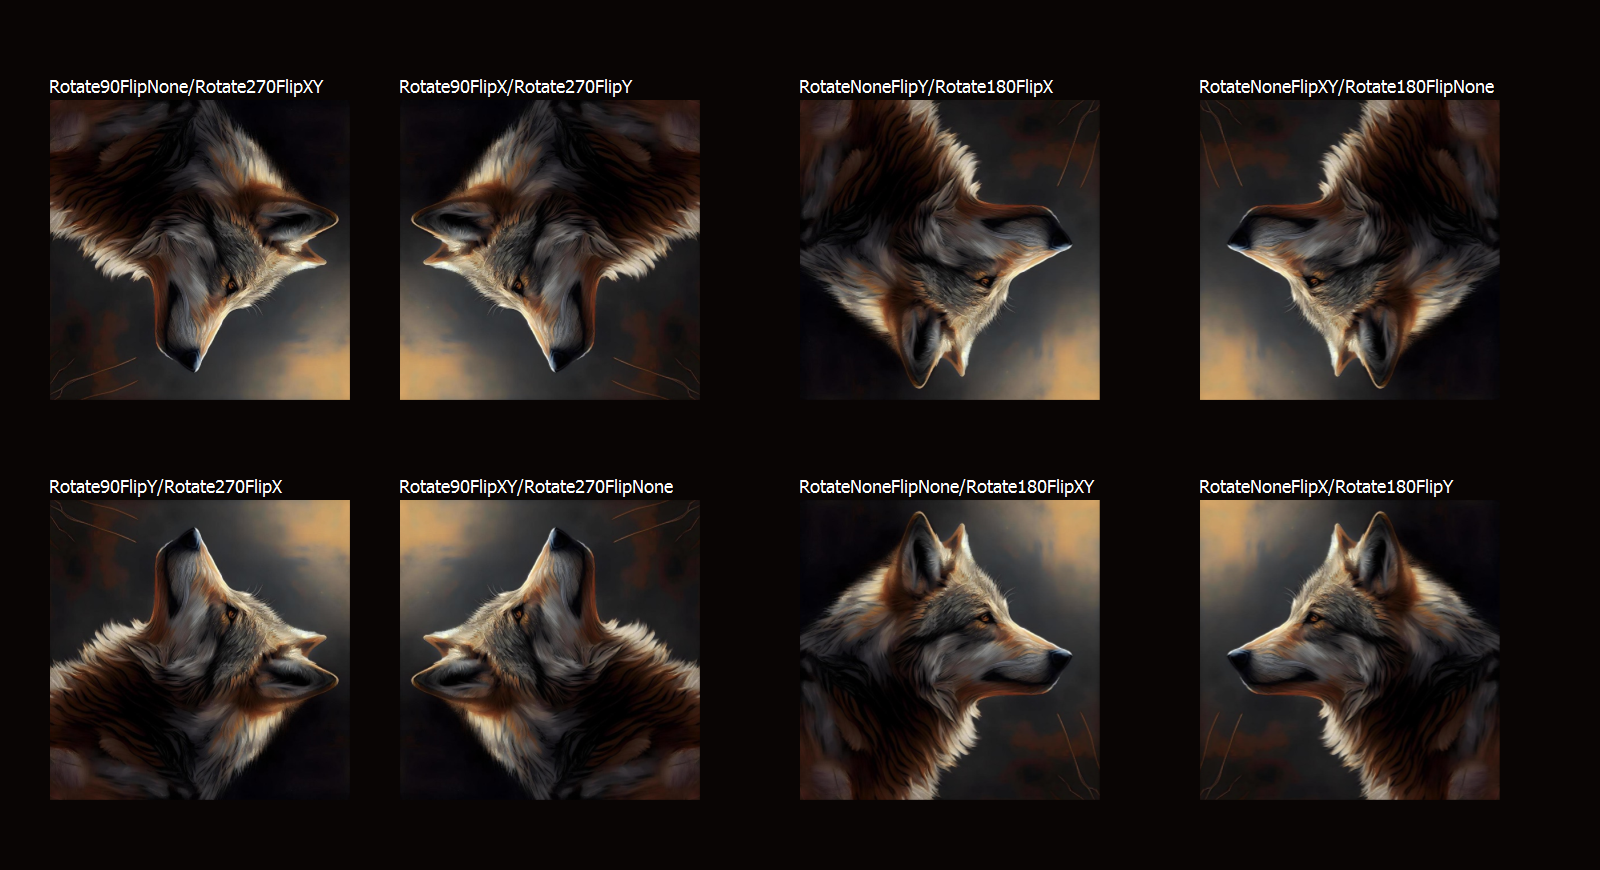 Rotate90FlipNone/Rotate270FlipXY
Rotate90FlipX/Rotate270FlipY
RotateNoneFlipY/Rotate180FlipX
RotateNoneFlipXY/Rotate180FlipNone
Rotate90FlipY/Rotate270FlipX
Rotate90FlipXY/Rotate270FlipNone
RotateNoneFlipNone/Rotate180FlipXY
RotateNoneFlipX/Rotate180FlipY